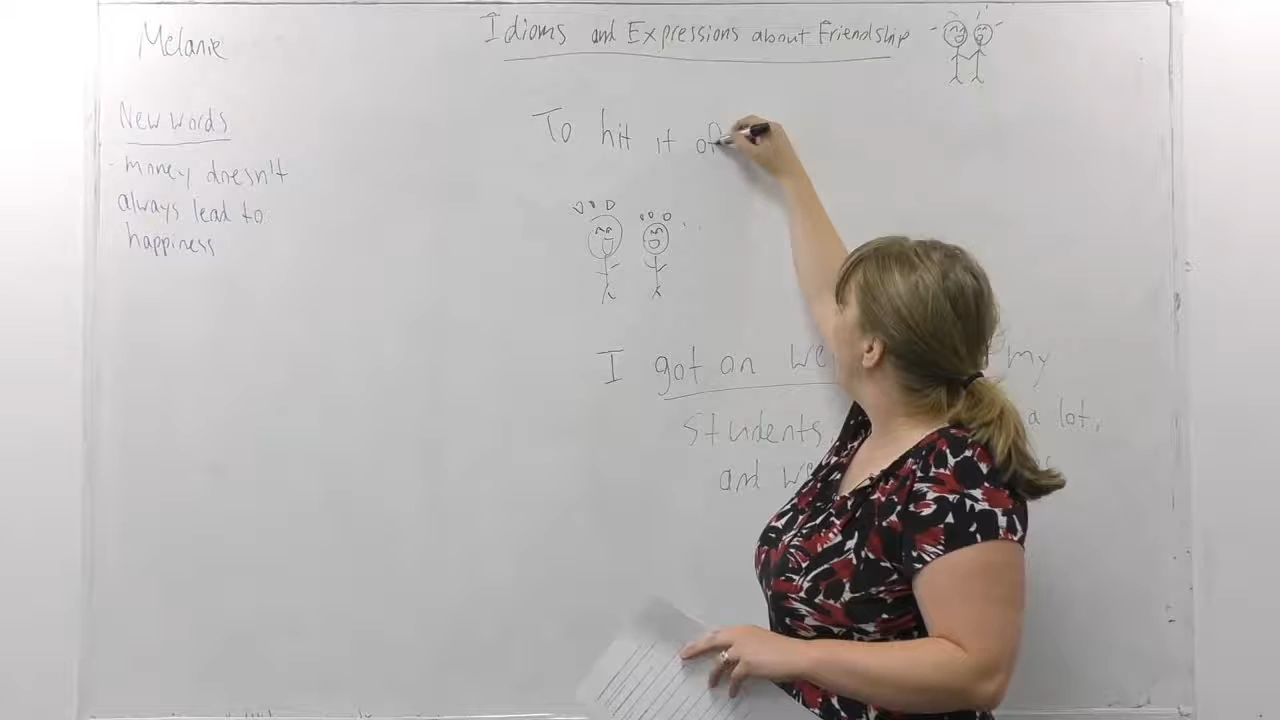 Melanie
Idioms and Expressions about Friendship
New words
- money doesn't
always lead to
happiness
To hit it of
I got on we my
students, a lot,
and we